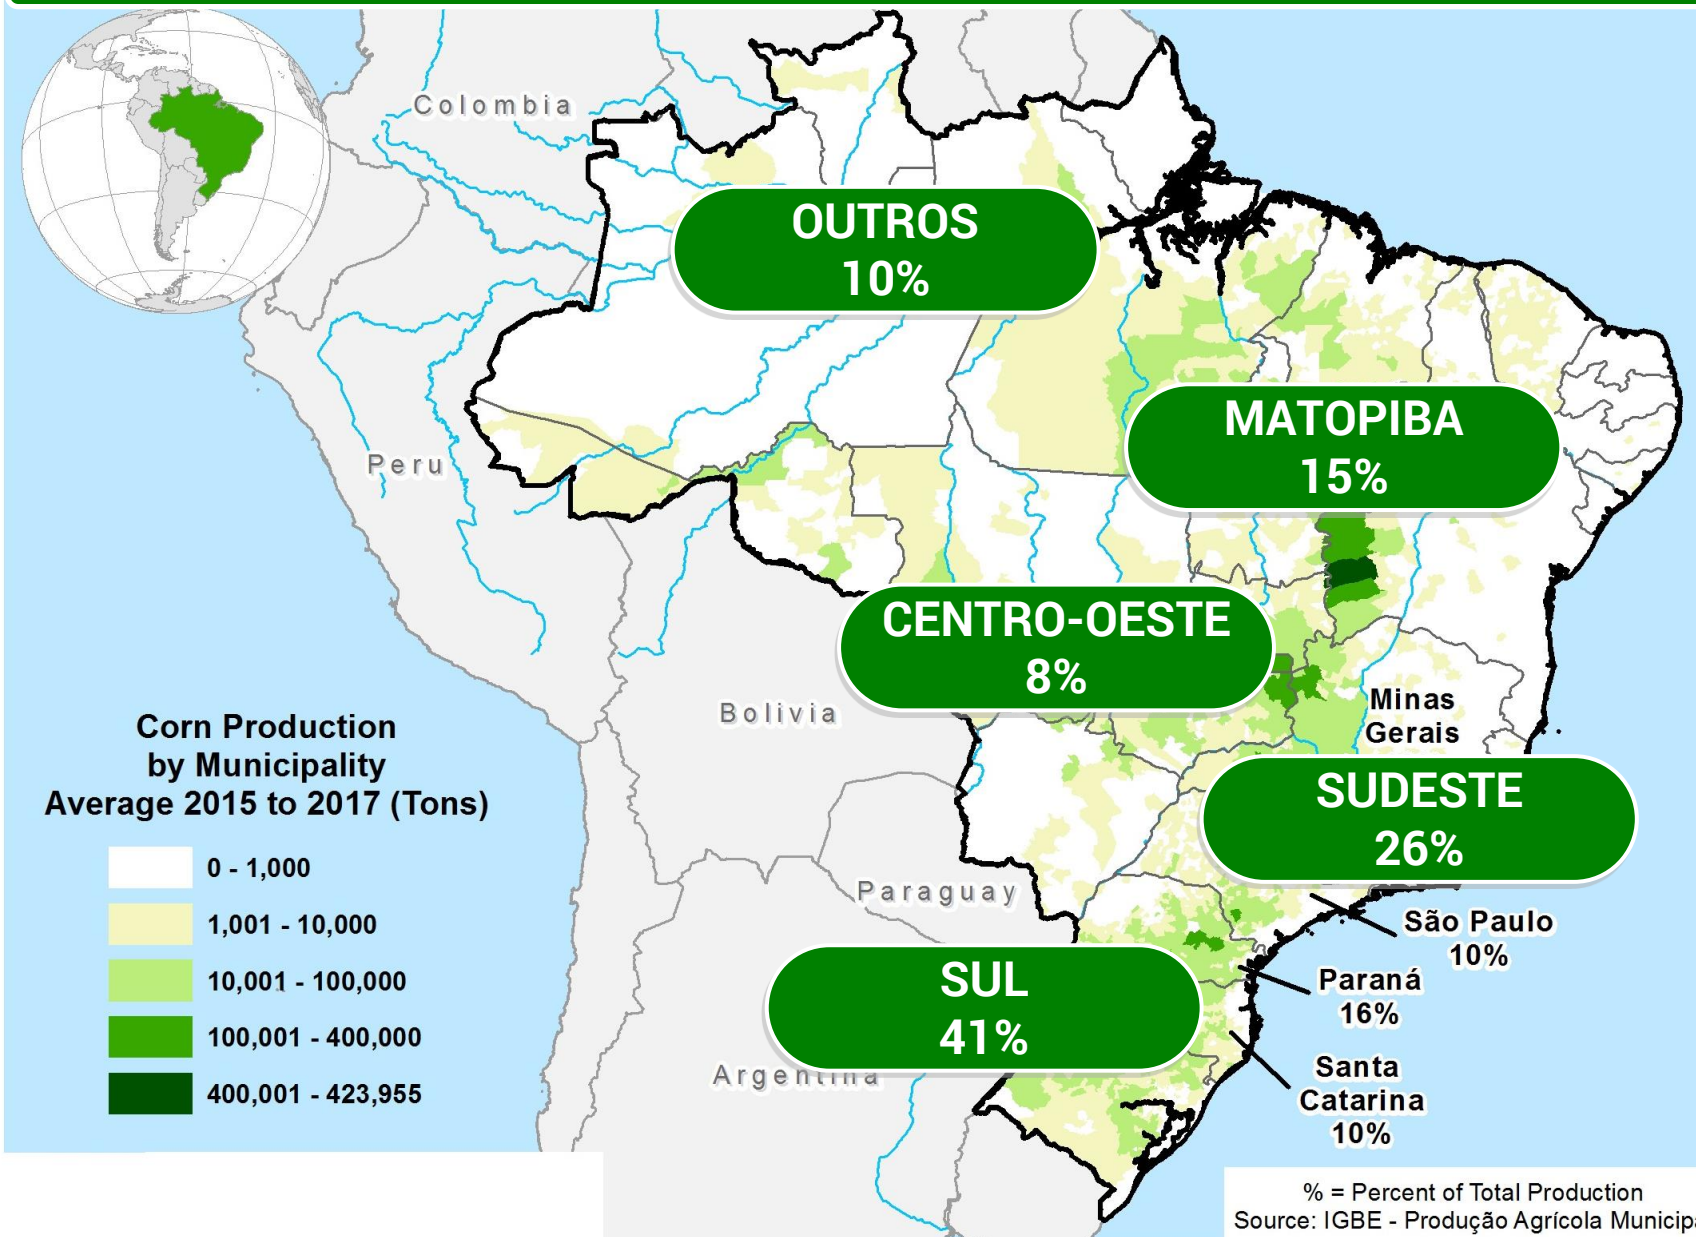 Colombia
OUTROS
10%
MATOPIBA
15%
Peru
CENTRO-OESTE
8%
Bolivia
Minas
Gerais
SUDESTE
26%
Corn Production
by Municipality
Average 2015 to 2017 (Tons)
0 - 1,000
1,001 - 10,000
10,001 - 100,000
100,001 - 400,000
400,001 - 423,955
Paraguay
São Paulo
10%
SUL
41%
Paraná
16%
Argentina
Santa
Catarina
10%
% = Percent of Total Production
Source: IGBE - Produção Agrícola Municipa